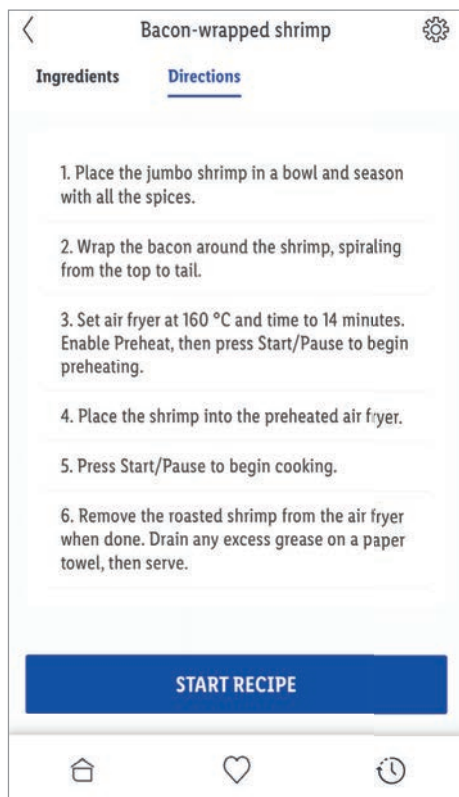 Bacon-wrapped shrimp
Ingredients Directions
1. Place the jumbo shrimp in a bowl and season
with all the spices.
2. Wrap the bacon around the shrimp, spiraling
from the top to tail.
3. Set air fryer at 160 °C and time to 14 minutes.
Enable Preheat, then press Start/Pause to begin
preheating.
4. Place the shrimp into the preheated air fryer.
5. Press Start/Pause to begin cooking.
6. Remove the roasted shrimp from the air fryer
when done. Drain any excess grease on a paper
towel, then serve.
START RECIPE